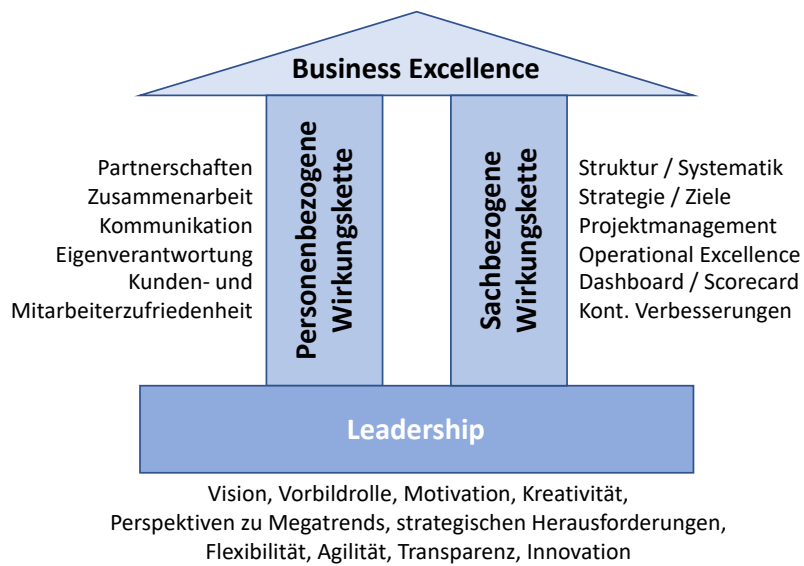 Business Excellence
Partnerschaften
Zusammenarbeit
Kommunikation
Eigenverantwortung
Kunden- und
Mitarbeiterzufriedenheit
Personenbezogene
Wirkungskette
Sachbezogene
Wirkungskette
Struktur / Systematik
Strategie / Ziele
Projektmanagement
Operational Excellence
Dashboard / Scorecard
Kont. Verbesserungen
Leadership
Vision, Vorbildrolle, Motivation, Kreativität,
Perspektiven zu Megatrends, strategischen Herausforderungen,
Flexibilität, Agilität, Transparenz, Innovation